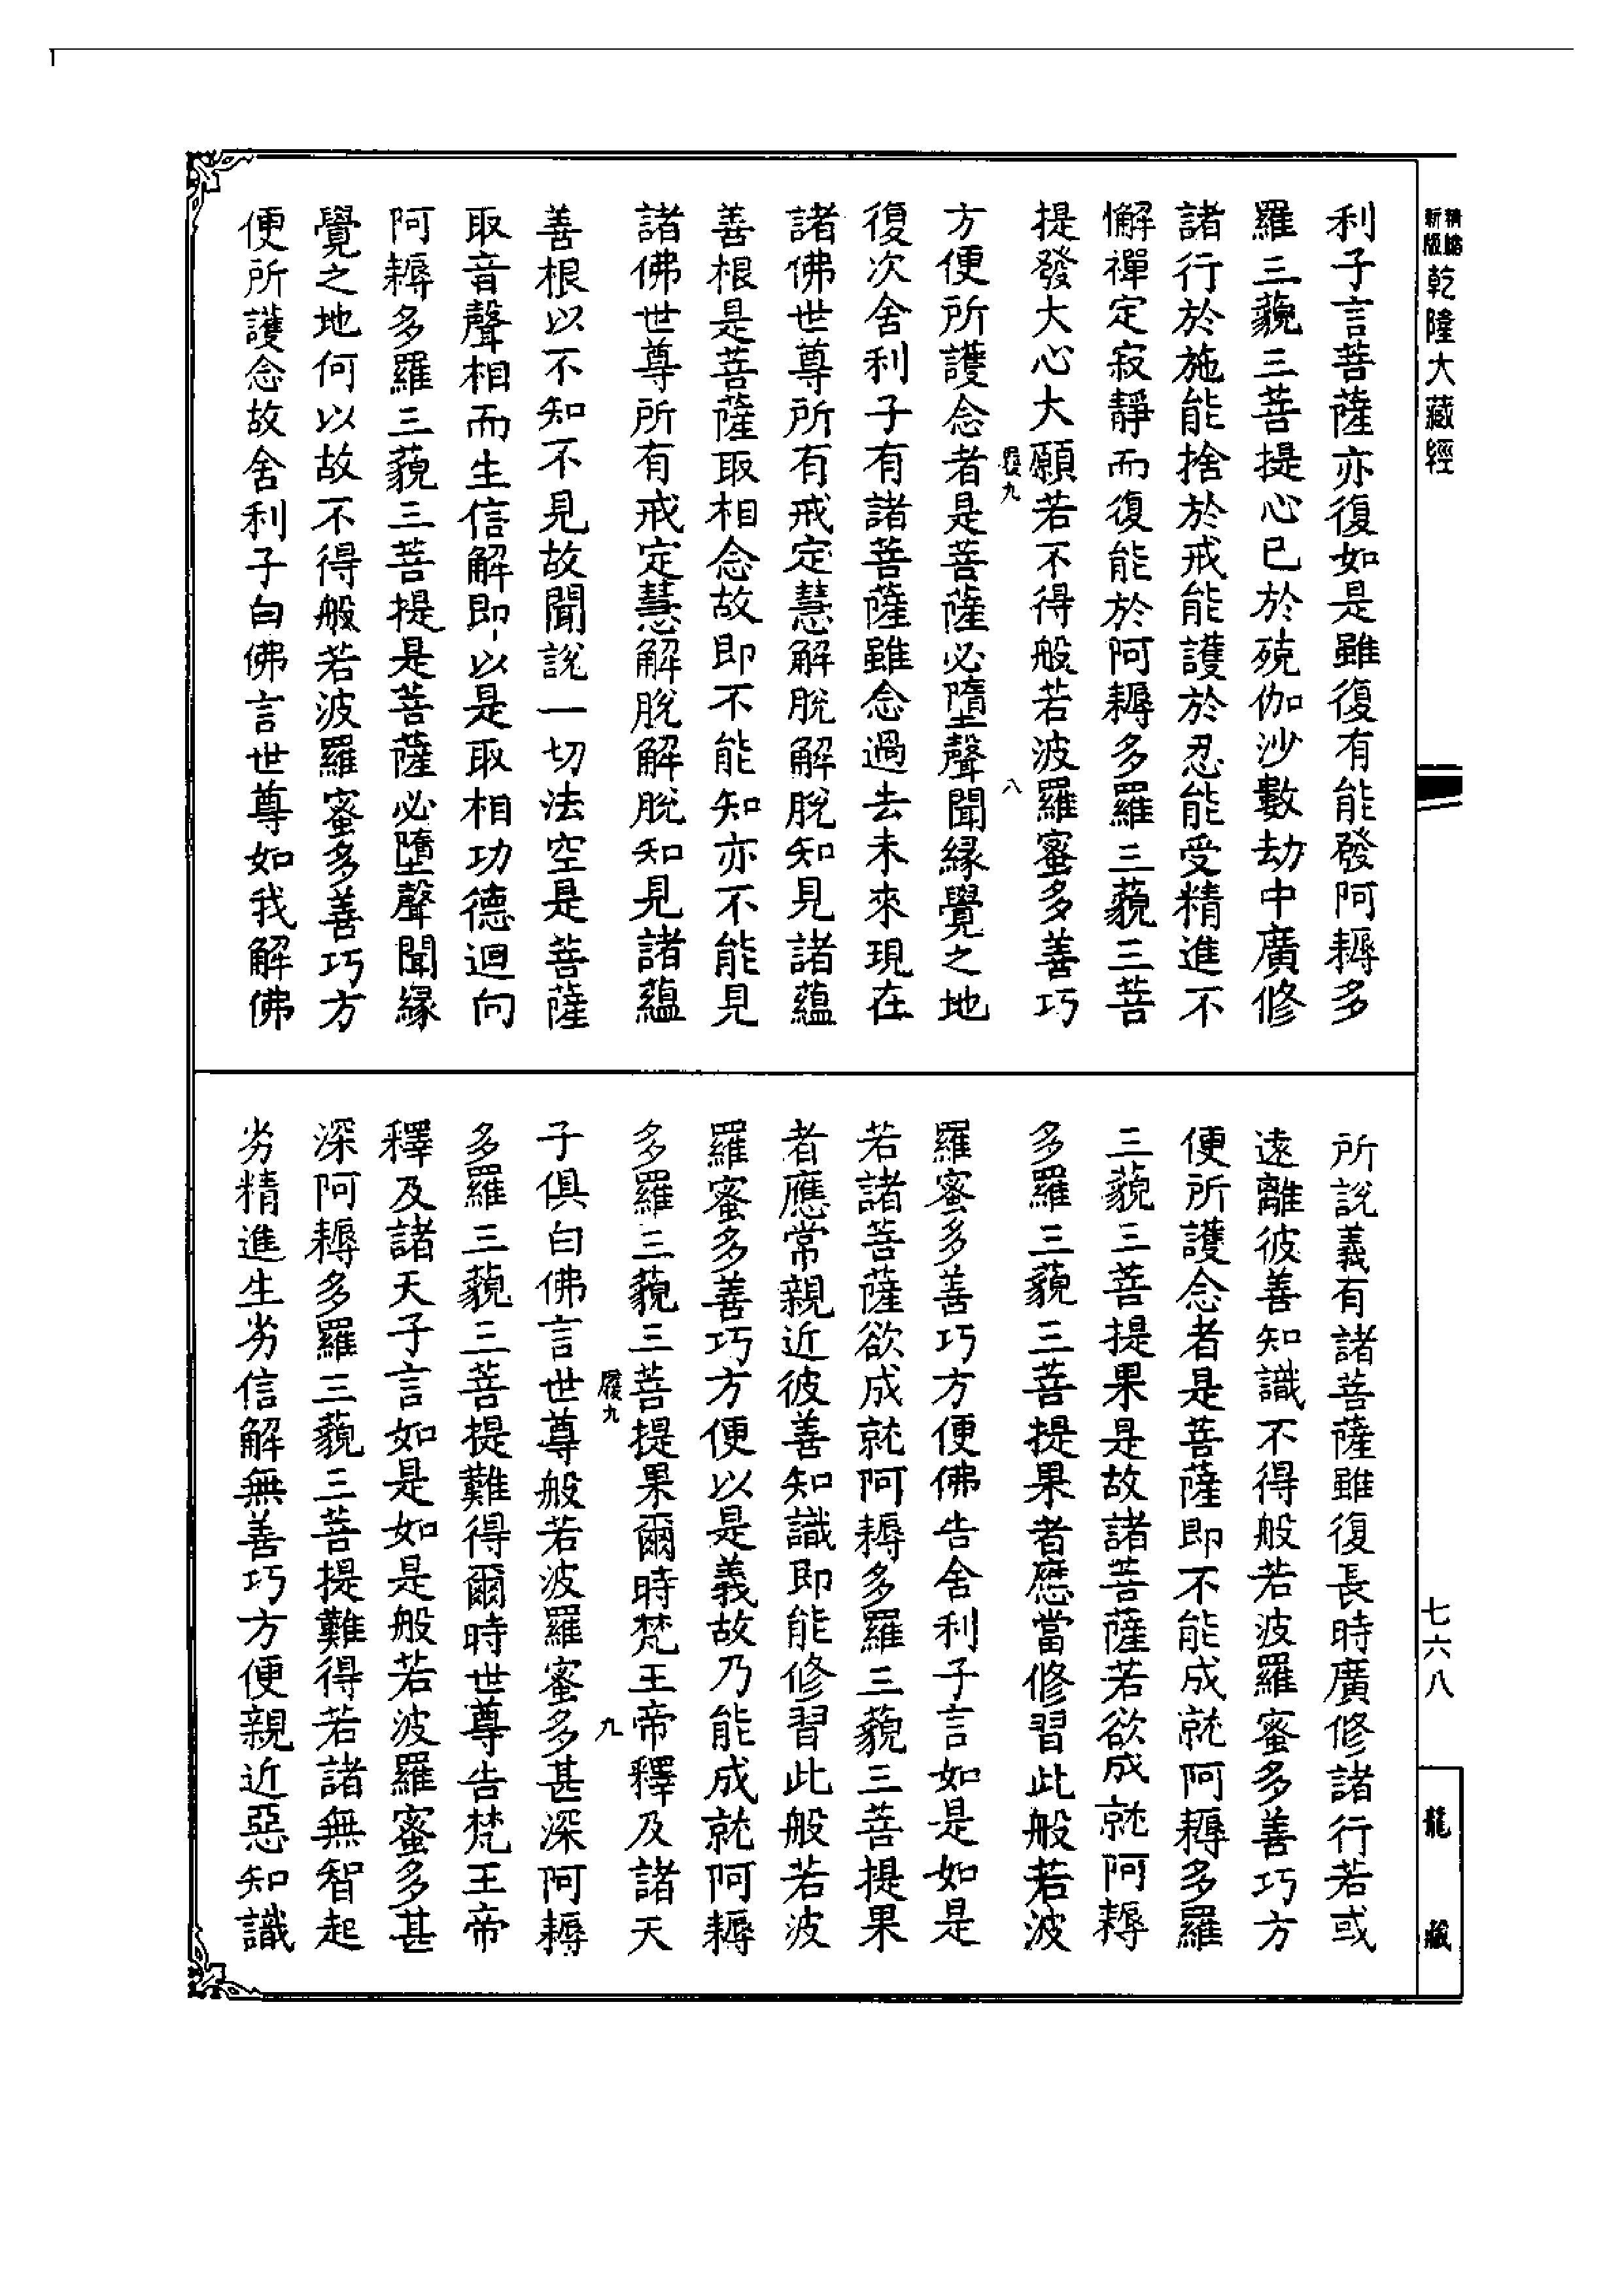 精縮
新版
乾隆大藏經
利子言菩薩亦復如是雖復有能發阿耨多
羅三藐三菩提心已於殑伽沙數劫中廣修
諸行於施能捨於戒能護於忍能受精進不
懈禪定寂靜而復能於阿耨多羅三藐三菩
提發大心大願若不得般若波羅蜜多善巧
履九 八
方便所護念者是菩薩必墮聲聞緣覺之地
復次舍利子有諸菩薩雖念過去未來現在
諸佛世尊所有戒定慧解脫解脫知見諸蘊
善根是菩薩取相念故即不能知亦不能見
諸佛世尊所有戒定慧解脫解脫知見諸蘊
善根以不知不見故聞說一切法空是菩薩
取音聲相而生信解即以是取相功德迴向
阿耨多羅三藐三菩提是菩薩必墮聲聞緣
覺之地何以故不得般若波羅蜜多善巧方
便所護念故舍利子白佛言世尊如我解佛
所說義有諸菩薩雖復長時廣修諸行若或
遠離彼善知識不得般若波羅蜜多善巧方
便所護念者是菩薩即不能成就阿耨多羅
三藐三菩提果是故諸菩薩若欲成就阿耨
多羅三藐三菩提果者應當修習此般若波
羅蜜多善巧方便佛告舍利子言如是如是
若諸菩薩欲成就阿耨多羅三藐三菩提果
者應常親近彼善知識即能修習此般若波
羅蜜多善巧方便以是義故乃能成就阿耨
多羅三藐三菩提果爾時梵王帝釋及諸天
履九 九
子俱白佛言世尊般若波羅蜜多甚深阿耨
多羅三藐三菩提難得爾時世尊告梵王帝
釋及諸天子言如是如是般若波羅蜜多甚
深阿耨多羅三藐三菩提難得若諸無智起
劣精進生劣信解無善巧方便親近惡知識
七六八
龍藏